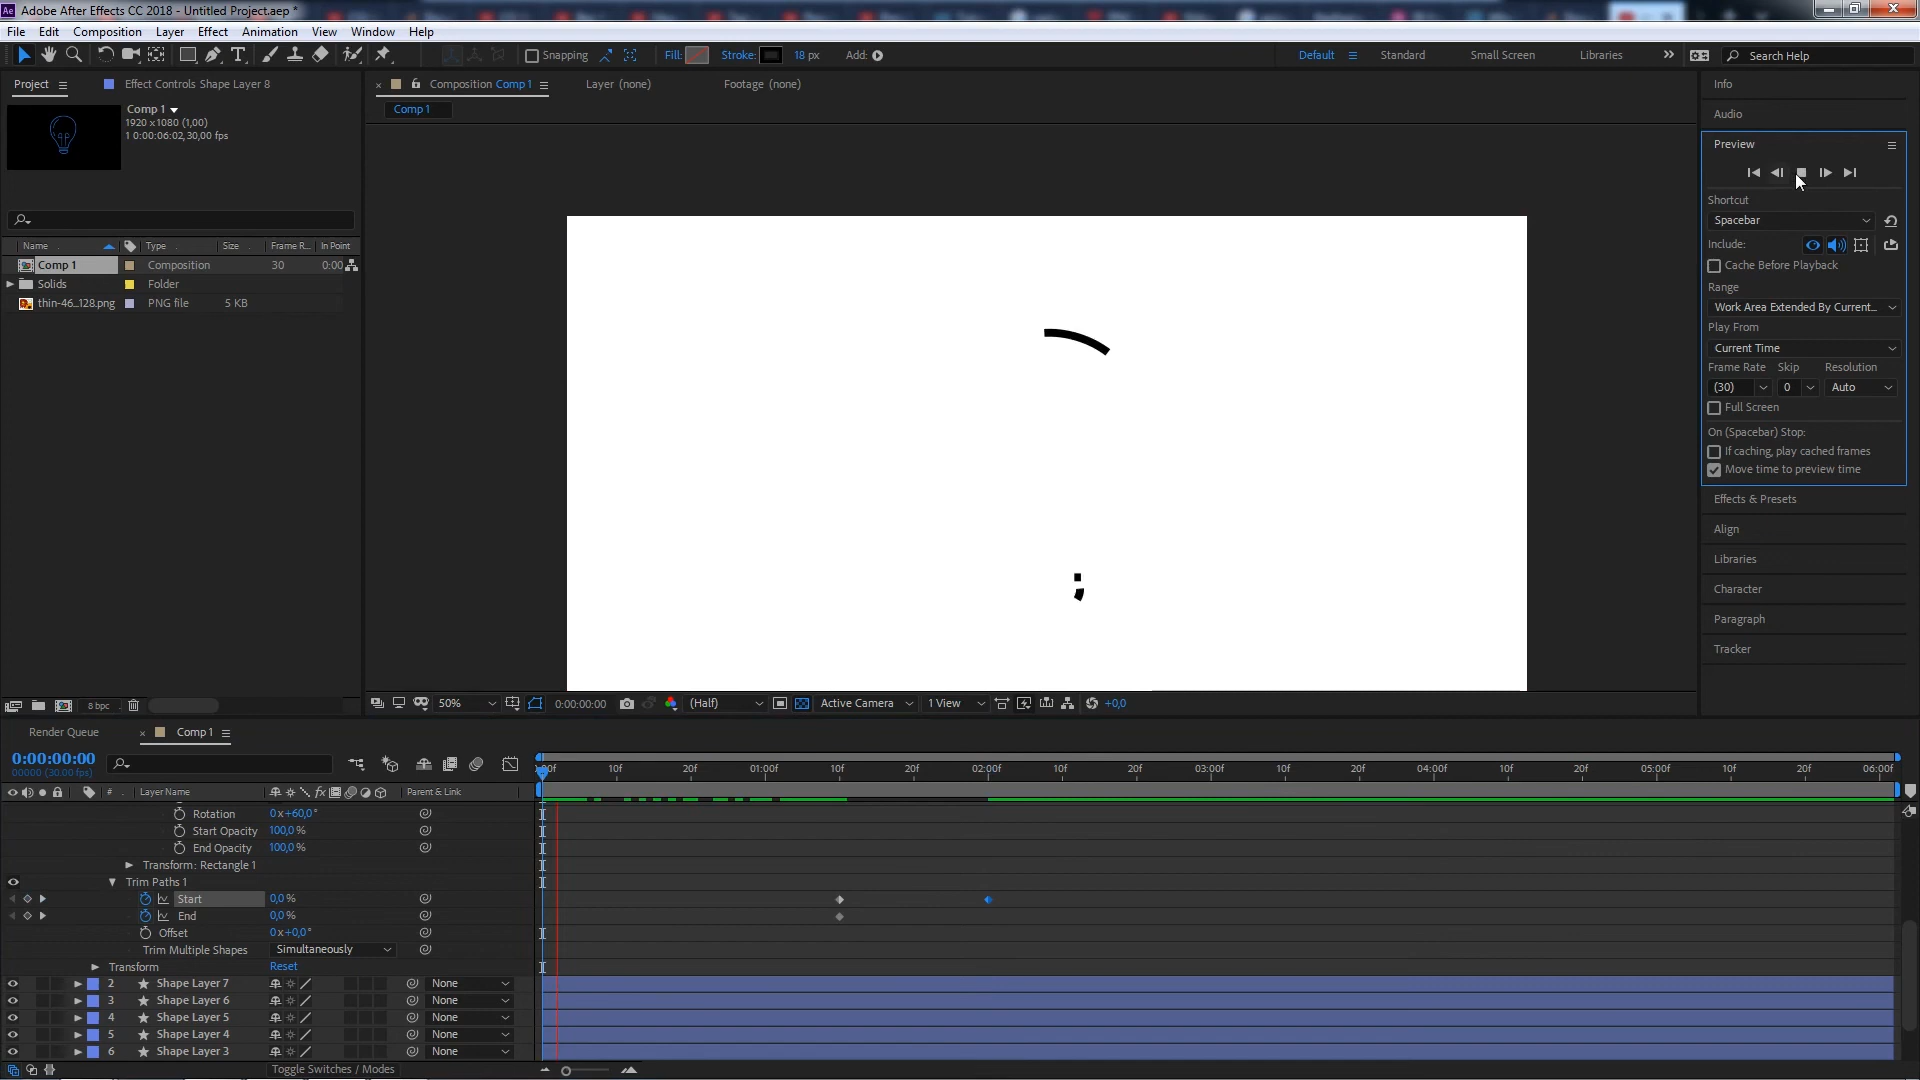 Ae Adobe After Effects CC 2018 - Untitled Project.aep *
File Edit Composition Layer Effect Animation View Window Help
Snapping Fill: Stroke: 18 px Add: Default Standard Small Screen Libraries Search Help
Project Effect Controls Shape Layer 8
Comp 1
1920 x1080 (1,00)
1 0:00:06:02, 30,00 fps
Name Type Size Frame R... In Point
Comp 1 Composition 30 0:00
Solids Folder
thin-46...128.png PNG file 5 KB
8 bpc
Composition Comp 1 Layer (none) Footage (none)
Comp 1
50% 0:00:00:00 (Half) Active Camera 1 View +0,0
Info
Audio
Preview
Shortcut
Spacebar
Include:
Cache Before Playback
Range
Work Area Extended By Current...
Play From
Current Time
Frame Rate Skip Resolution
(30) 0 Auto
Full Screen
On (Spacebar) Stop:
If caching, play cached frames
Move time to preview time
Effects & Presets
Align
Libraries
Character
Paragraph
Tracker
Render Queue Comp 1
0:00:00:00
00000 (30.00 fps)
# Layer Name fx Parent & Link
10f 20f 01:00f 10f 20f 02:00f 10f 20f 03:00f 10f 20f 04:00f 10f 20f 05:00f 10f 20f 06:00f
Rotation 0x+60,0°
Start Opacity 100,0 %
End Opacity 100,0 %
Transform: Rectangle 1
Trim Paths 1
Start 0,0 %
End 0,0 %
Offset 0x+0,0°
Trim Multiple Shapes Simultaneously
Transform Reset
2 Shape Layer 7 None
3 Shape Layer 6 None
4 Shape Layer 5 None
5 Shape Layer 4 None
6 Shape Layer 3 None
Toggle Switches / Modes